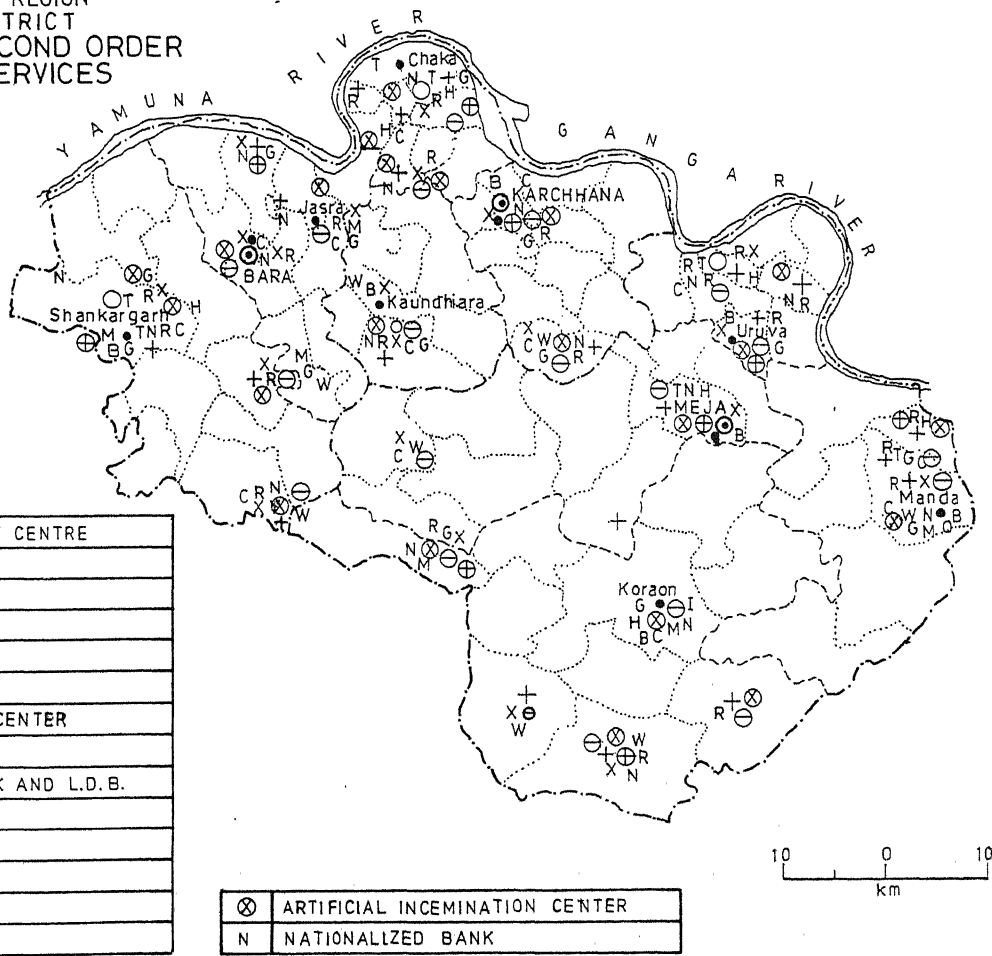 REGION
TRICT
COND ORDER
ERVICES
YAMUNA RIVER
GANGA RIVER
T Chaka
N T + G
R R H
X
H C
R
N X
X + G
N
+ N
Jasra X
R M
C G
B C
KARCHHANA
X N
G R
X C
N X R
BARA
N
G
R X H
T
Shankargarh
M T N R C
B G +
W B X
Kaundhiara
N R X C G
+
X W N +
C G R
R T R X
C N R + H
+
N R
B + R
X Uruva
G
T N H
+ MEJA X
B
X M
+ R G W
X
C W
C R N
X + W
R G X
N
M
+
R H
+
R
+ T G C
R + X
Manda
C W N B
G M O
Koraon
G I
H M N
B C
+
X
W
+
R
W
+ R
X N
CENTRE
CENTER
K AND L.D.B.
10 0 10
km
ARTIFICIAL INCEMINATION CENTER
N NATIONALIZED BANK